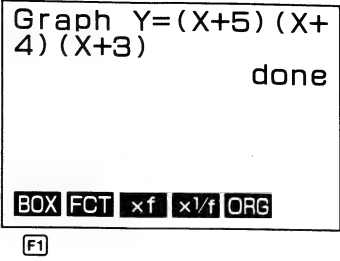 Graph Y=(X+5)(X+
4)(X+3)
done
BOX FCT ×f ×1/f ORG
F1